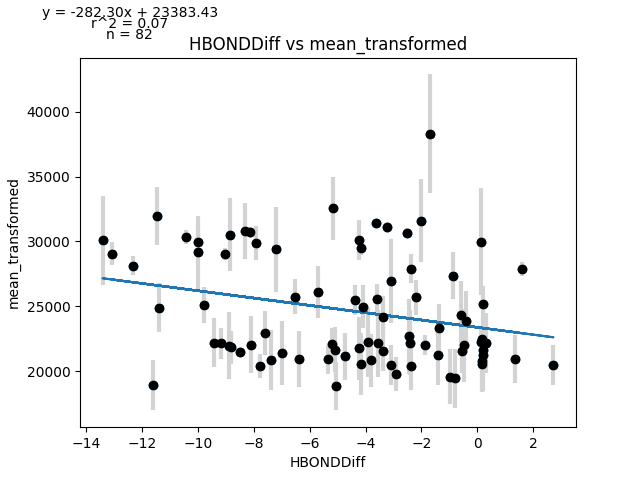 y = -282.30x + 23383.43
r^2 = 0.07
n = 82
HBONDDiff vs mean_transformed
mean_transformed
40000
35000
30000
25000
20000
−14 −12 −10 −8 −6 −4 −2 0 2
HBONDDiff